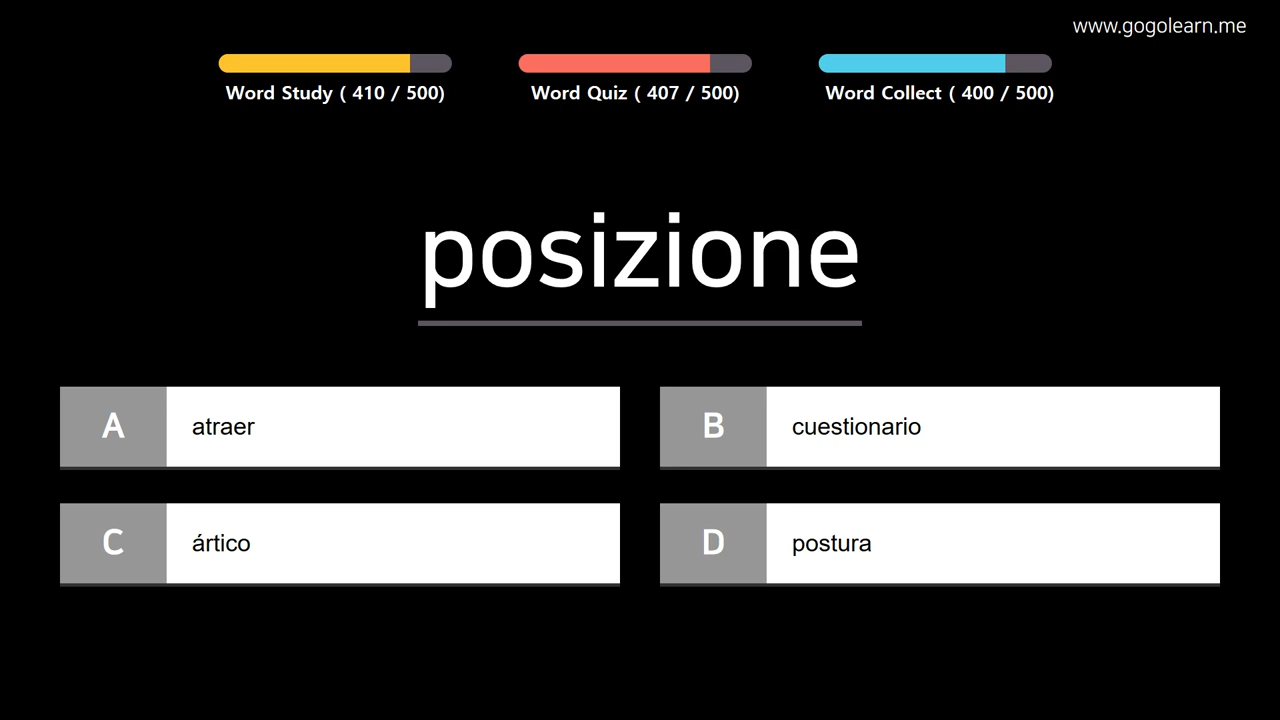 www.gogolearn.me
Word Study ( 410 / 500)
Word Quiz ( 407 / 500)
Word Collect ( 400 / 500)
posizione
A atraer
B cuestionario
C ártico
D postura